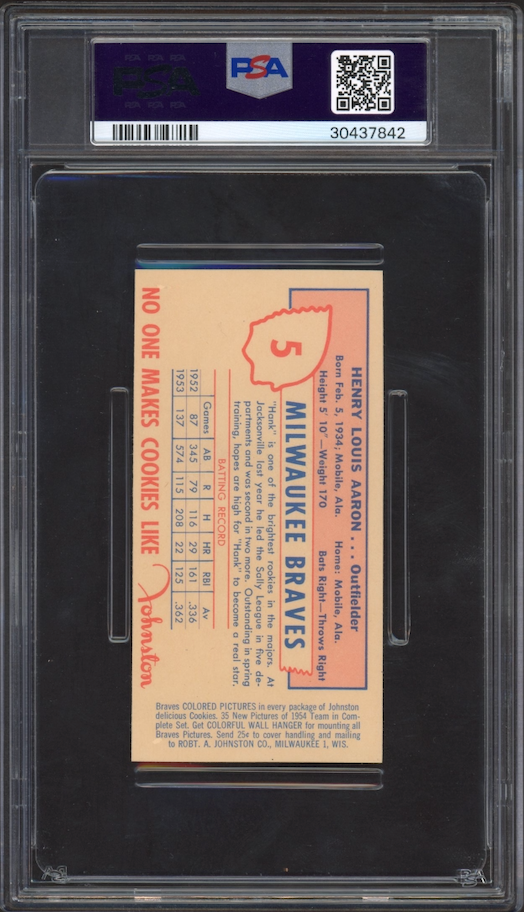 PSA
PSA
30437842
HENRY LOUIS AARON . . . Outfielder
Born Feb. 5, 1934; Mobile, Ala. Home: Mobile, Ala.
Height 5' 10"—Weight 170 Bats Right—Throws Right
5
MILWAUKEE BRAVES
"Hank" is one of the brightest rookies in the majors. At
Jacksonville last year he led the Sally League in five de-
partments and was second in two more. Outstanding in spring
training, hopes are high for "Hank" to become a real star.
BATTING RECORD
Games AB R H HR RBI Av
1952 87 345 79 116 29 161 .336
1953 137 574 115 208 22 125 .362
NO ONE MAKES COOKIES LIKE Johnston
Braves COLORED PICTURES in every package of Johnston
delicious Cookies. 35 New Pictures of 1954 Team in Com-
plete Set. Get COLORFUL WALL HANGER for mounting all
Braves Pictures. Send 25¢ to cover handling and mailing
to ROBT. A. JOHNSTON CO., MILWAUKEE 1, WIS.